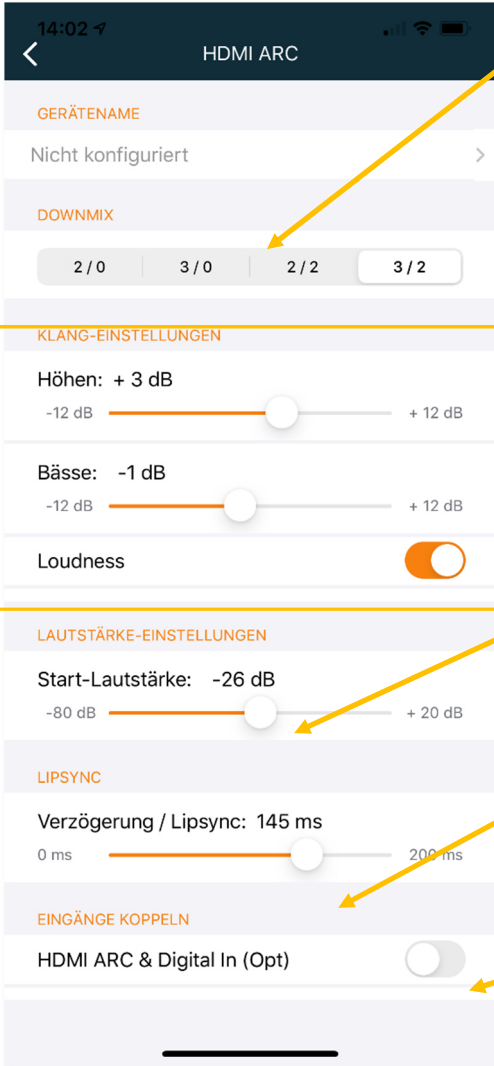 14:02
HDMI ARC
GERÄTENAME
Nicht konfiguriert
DOWNMIX
2 / 0 3 / 0 2 / 2 3 / 2
KLANG-EINSTELLUNGEN
Höhen: + 3 dB
-12 dB + 12 dB
Bässe: -1 dB
-12 dB + 12 dB
Loudness
LAUTSTÄRKE-EINSTELLUNGEN
Start-Lautstärke: -26 dB
-80 dB + 20 dB
LIPSYNC
Verzögerung / Lipsync: 145 ms
0 ms 200 ms
EINGÄNGE KOPPELN
HDMI ARC & Digital In (Opt)